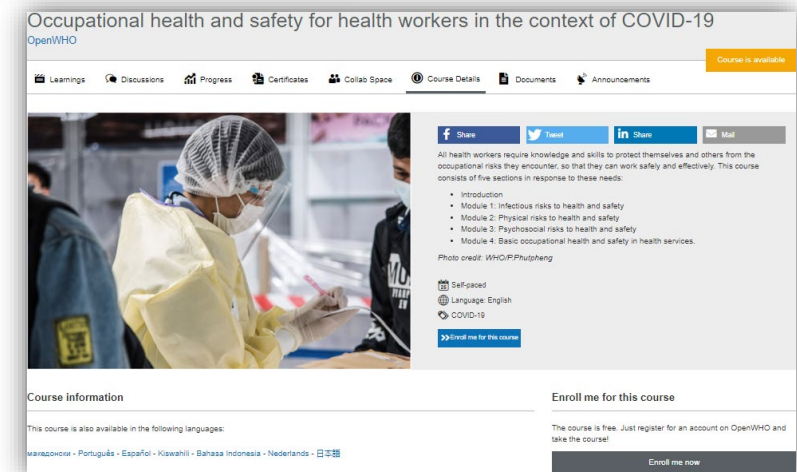 Occupational health and safety for health workers in the context of COVID-19
OpenWHO
Course is available
Learnings
Discussions
Progress
Certificates
Collab Space
Course Details
Documents
Announcements
Share
Tweet
Share
Mail
All health workers require knowledge and skills to protect themselves and others from the
occupational risks they encounter, so that they can work safely and effectively. This course
consists of five sections in response to these needs:
Introduction
Module 1: Infectious risks to health and safety
Module 2: Physical risks to health and safety
Module 3: Psychosocial risks to health and safety
Module 4: Basic occupational health and safety in health services.
Photo credit: WHO/P.Phutpheng
Self-paced
Language: English
COVID-19
Enroll me for this course
Course information
This course is also available in the following languages:
македонски - Português - Español - Kiswahili - Bahasa Indonesia - Nederlands - 日本語
Enroll me for this course
The course is free. Just register for an account on OpenWHO and
take the course!
Enroll me now